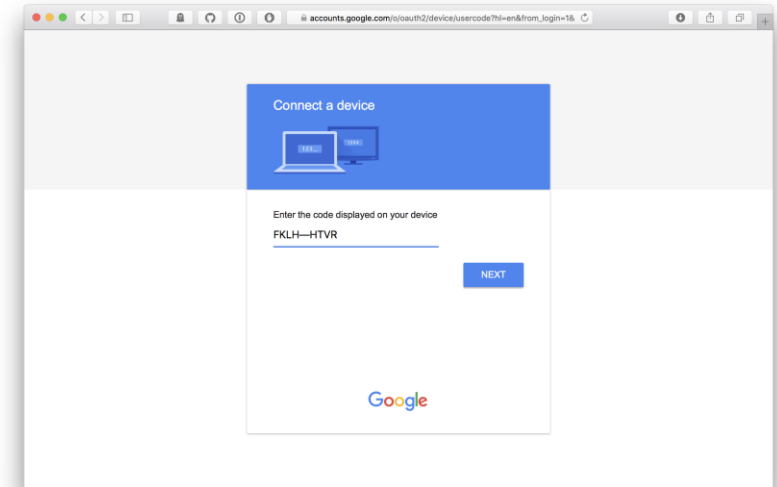 accounts.google.com/o/oauth2/device/usercode?hl=en&from_login=1&
Connect a device
Enter the code displayed on your device
FKLH—HTVR
NEXT
Google